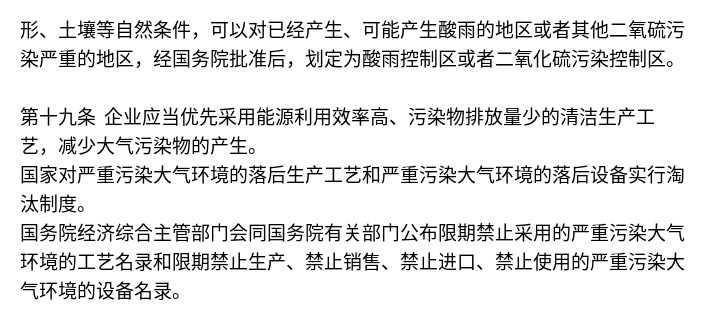 形、土壤等自然条件，可以对已经产生、可能产生酸雨的地区或者其他二氧硫污
染严重的地区，经国务院批准后，划定为酸雨控制区或者二氧化硫污染控制区。
第十九条 企业应当优先采用能源利用效率高、污染物排放量少的清洁生产工
艺，减少大气污染物的产生。
国家对严重污染大气环境的落后生产工艺和严重污染大气环境的落后设备实行淘
汰制度。
国务院经济综合主管部门会同国务院有关部门公布限期禁止采用的严重污染大气
环境的工艺名录和限期禁止生产、禁止销售、禁止进口、禁止使用的严重污染大
气环境的设备名录。